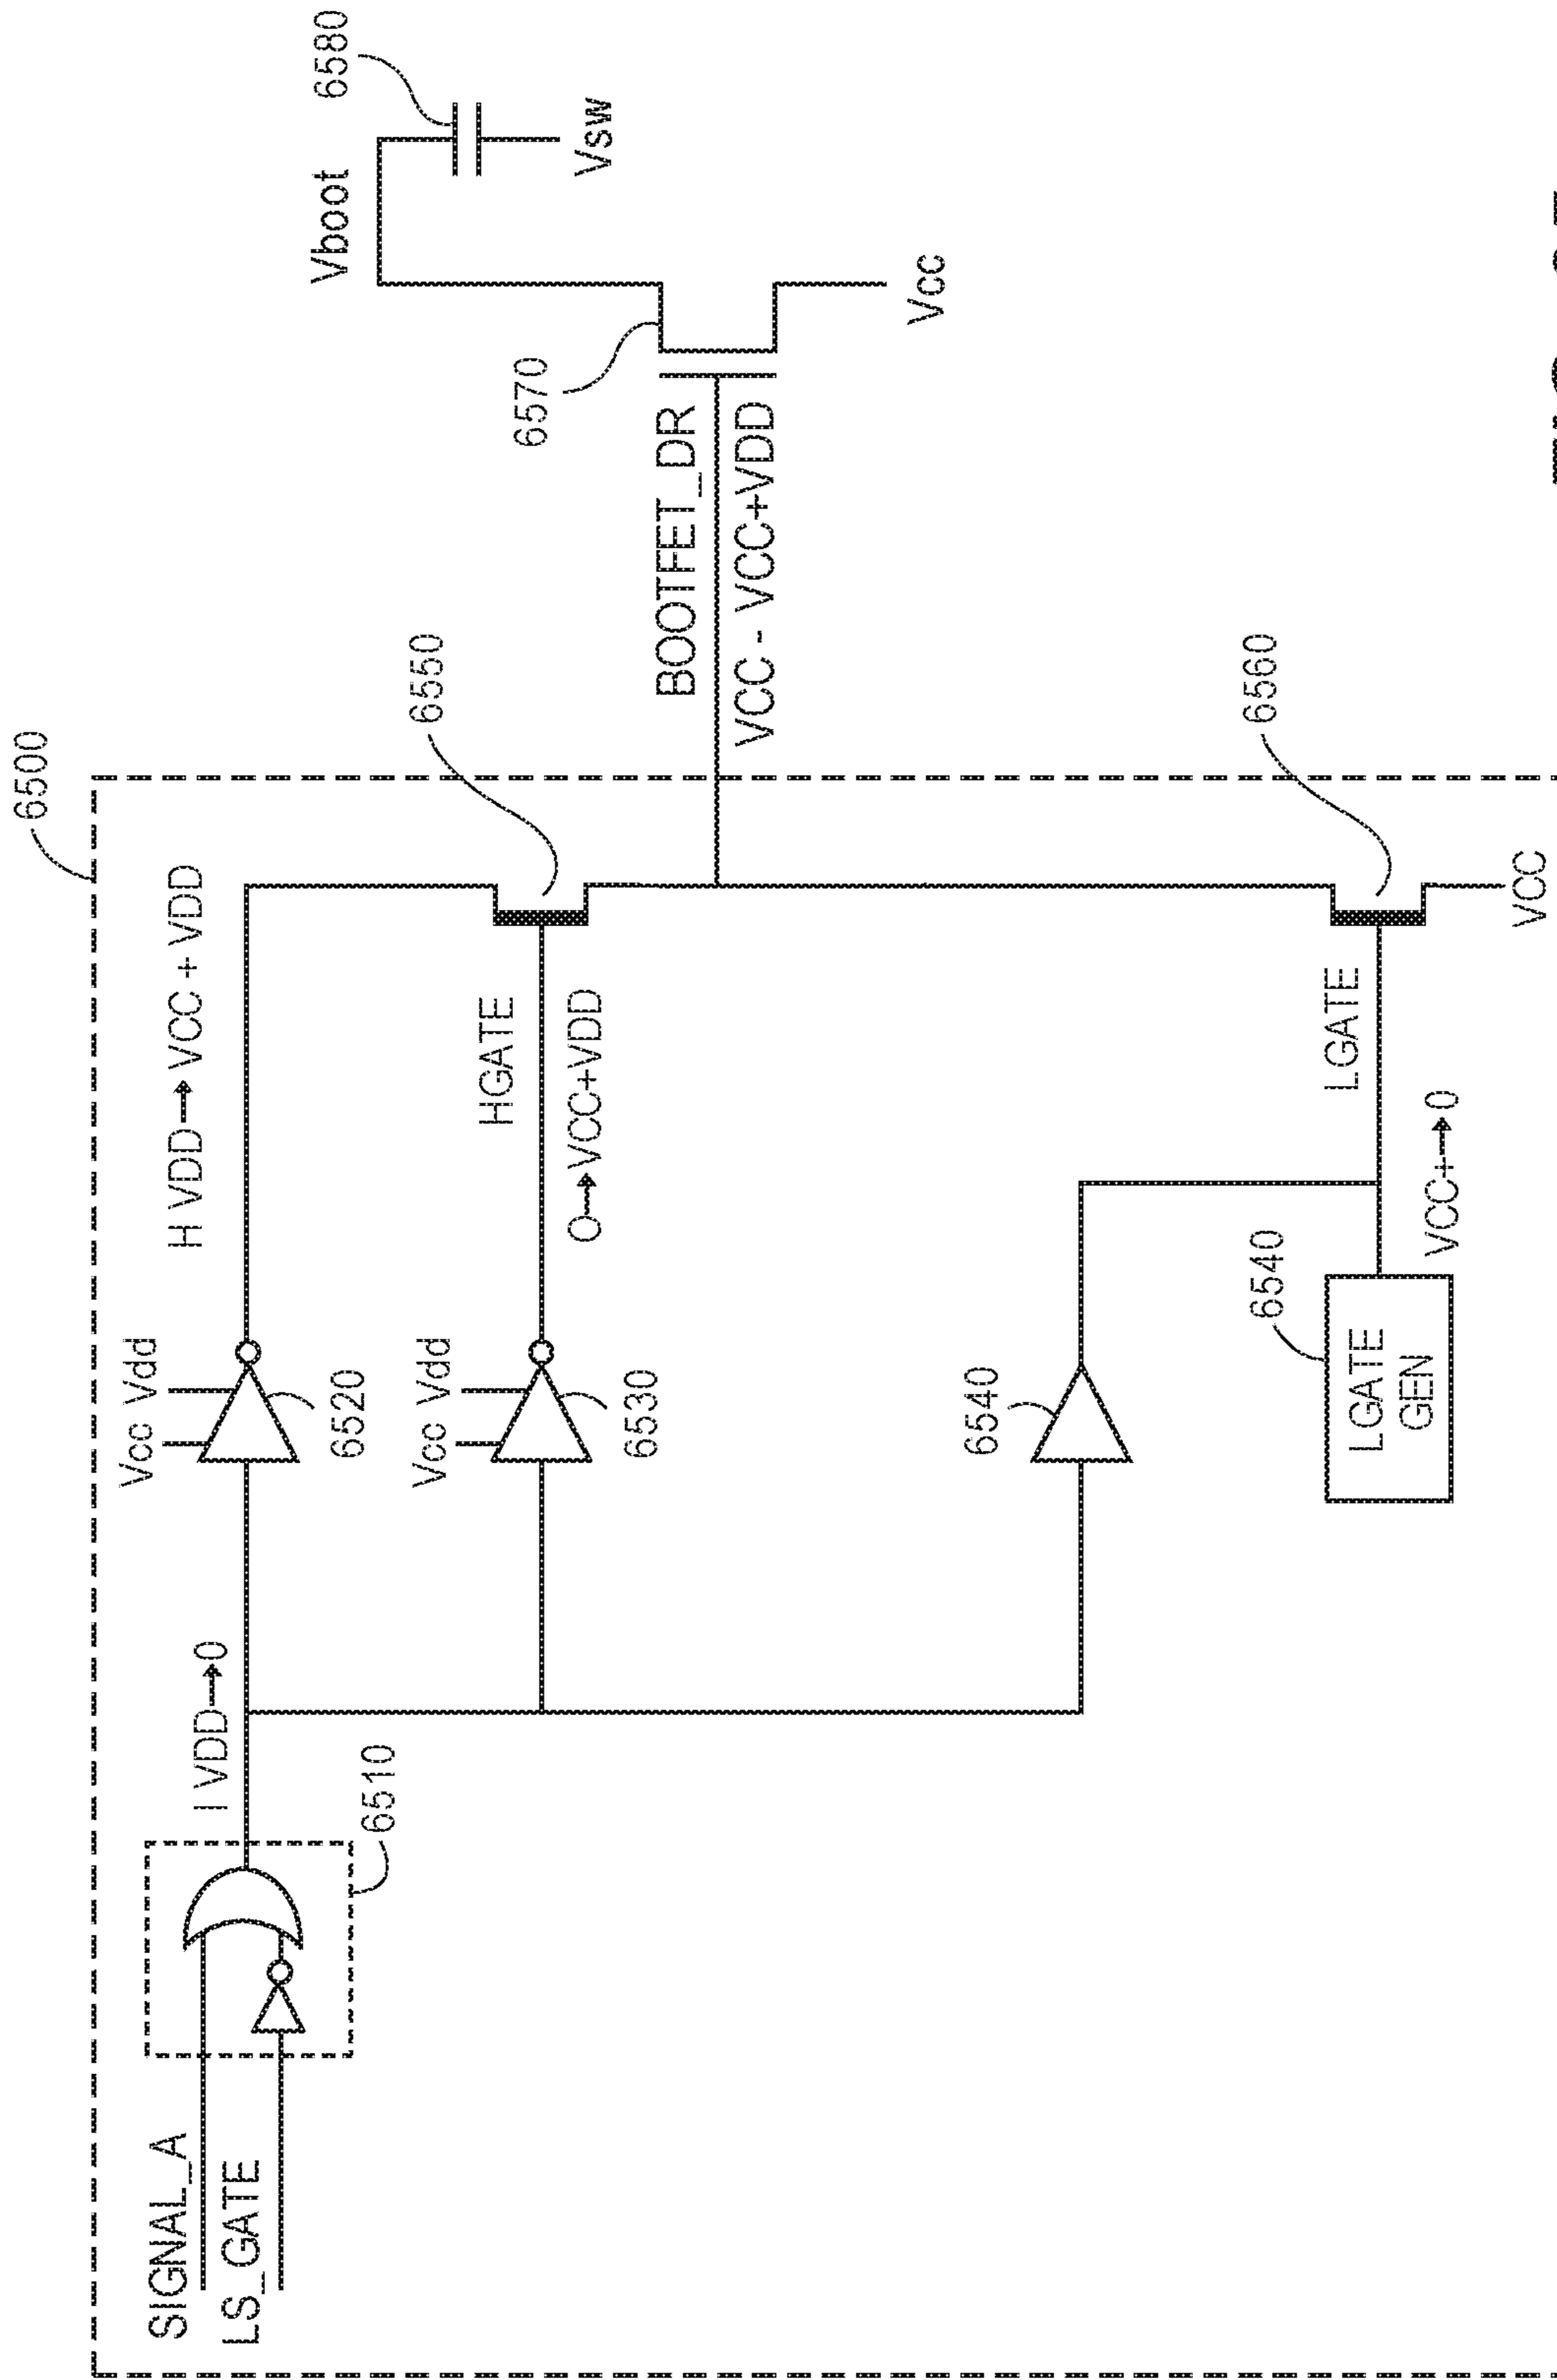 6500
SIGNAL_A
LS_GATE
6510
I VDD→0
Vcc Vdd
6520
H VDD→VCC + VDD
Vcc Vdd
6530
HGATE
O→VCC+VDD
6550
6540
LGATE
GEN
6540
LGATE
VCC+→0
6560
VCC
BOOTFET_DR
VCC - VCC+VDD
6570
Vcc
Vboot
6580
Vsw